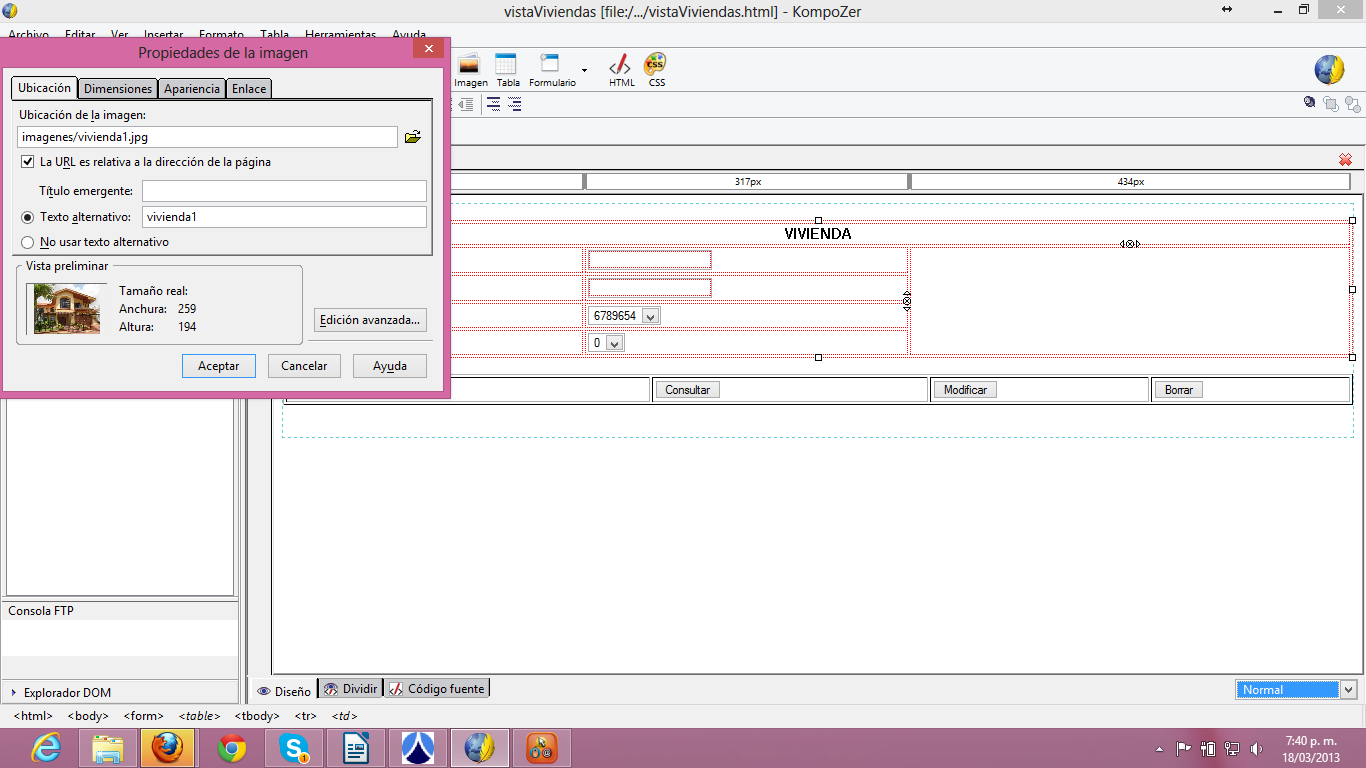 vistaViviendas [file:/.../vistaViviendas.html] - KompoZer
Archivo Editar Ver Insertar Formato Tabla Herramientas Ayuda
Propiedades de la imagen
Ubicación Dimensiones Apariencia Enlace
Ubicación de la imagen:
imagenes/vivienda1.jpg
La URL es relativa a la dirección de la página
Título emergente:
Texto alternativo: vivienda1
No usar texto alternativo
Vista preliminar
Tamaño real:
Anchura: 259
Altura: 194
Edición avanzada...
Aceptar Cancelar Ayuda
Imagen Tabla Formulario HTML CSS
CSS
317px 434px
VIVIENDA
6789654
0
Consultar Modificar Borrar
Consola FTP
Explorador DOM
Diseño Dividir Código fuente
Normal
<html> <body> <form> <table> <tbody> <tr> <td>
1
7:40 p. m.
18/03/2013